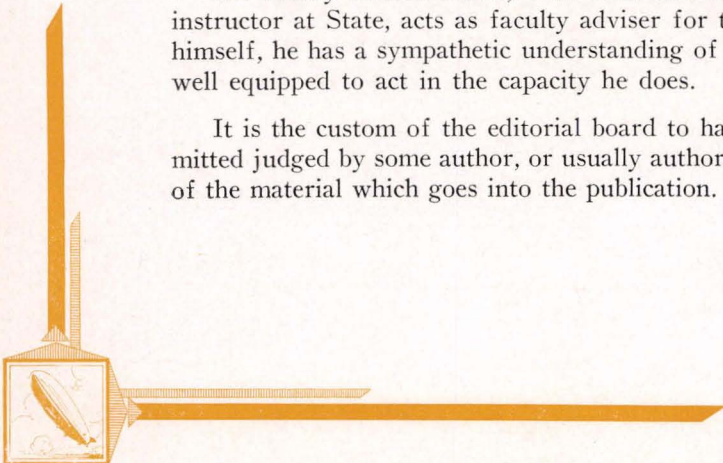 instructor at State, acts as faculty adviser for t
himself, he has a sympathetic understanding of
well equipped to act in the capacity he does.
It is the custom of the editorial board to ha
mitted judged by some author, or usually author
of the material which goes into the publication.